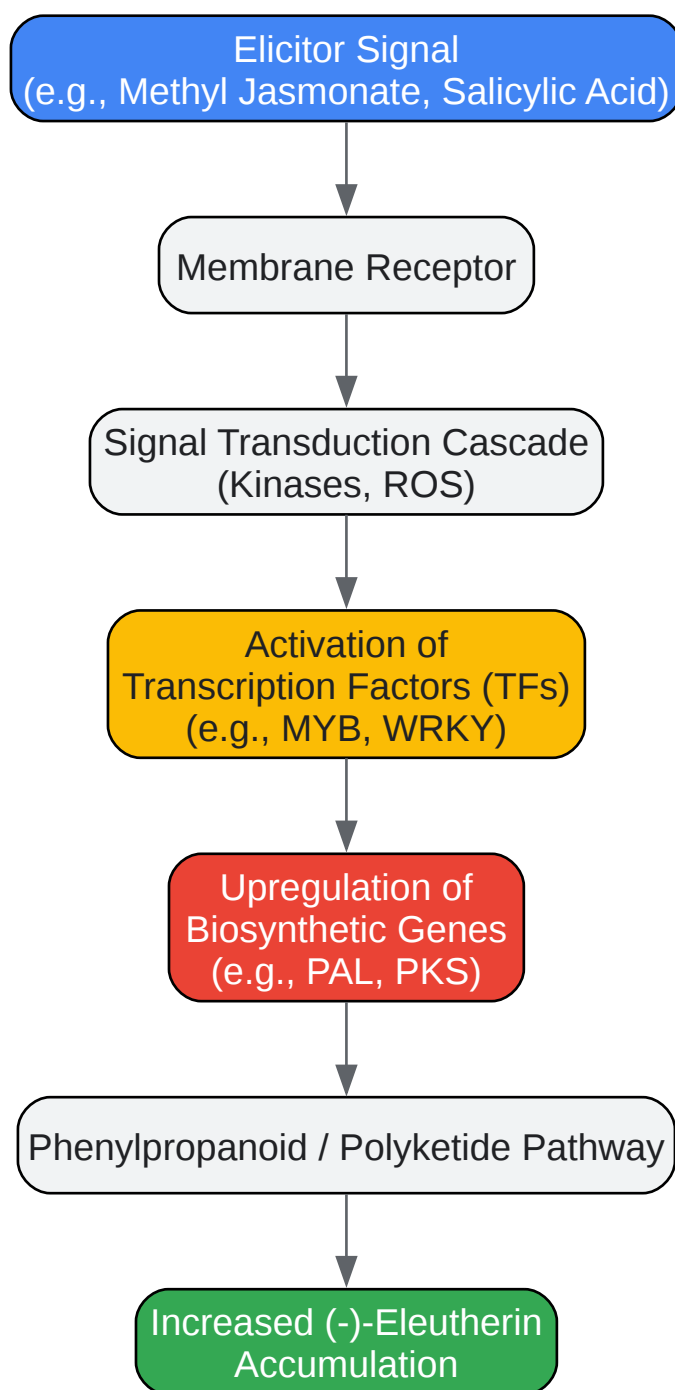 Elicitor Signal
(e.g., Methyl Jasmonate, Salicylic Acid)
Membrane Receptor
Signal Transduction Cascade
(Kinases, ROS)
Activation of
Transcription Factors (TFs)
(e.g., MYB, WRKY)
Upregulation of
Biosynthetic Genes
(e.g., PAL, PKS)
Phenylpropanoid / Polyketide Pathway
Increased (-)-Eleutherin
Accumulation